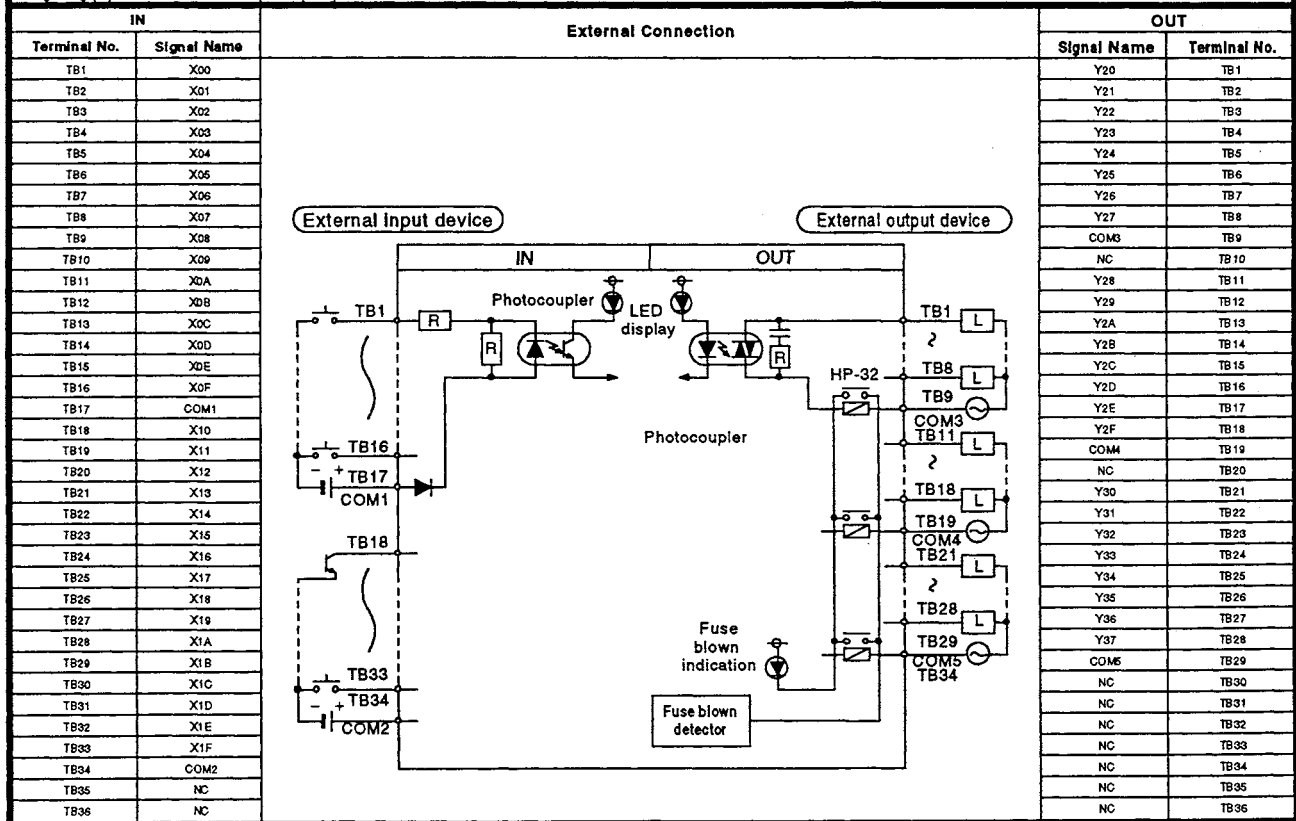 IN
External Connection
OUT
Terminal No. Signal Name
Signal Name Terminal No.
TB1 X00
TB2 X01
TB3 X02
TB4 X03
TB5 X04
TB6 X05
TB7 X06
TB8 X07
TB9 X08
TB10 X09
TB11 X0A
TB12 X0B
TB13 X0C
TB14 X0D
TB15 X0E
TB16 X0F
TB17 COM1
TB18 X10
TB19 X11
TB20 X12
TB21 X13
TB22 X14
TB23 X15
TB24 X16
TB25 X17
TB26 X18
TB27 X19
TB28 X1A
TB29 X1B
TB30 X1C
TB31 X1D
TB32 X1E
TB33 X1F
TB34 COM2
TB35 NC
TB36 NC
External input device
External output device
IN
OUT
Photocoupler
LED
display
TB1
R
R
TB16
- +
TB17
COM1
TB18
TB33
- +
TB34
COM2
R
HP-32
Photocoupler
TB1
L
TB8
L
TB9
COM3
TB11
L
TB18
L
TB19
COM4
TB21
L
TB28
L
TB29
COM5
TB34
Fuse
blown
indication
Fuse blown
detector
Y20 TB1
Y21 TB2
Y22 TB3
Y23 TB4
Y24 TB5
Y25 TB6
Y26 TB7
Y27 TB8
COM3 TB9
NC TB10
Y28 TB11
Y29 TB12
Y2A TB13
Y2B TB14
Y2C TB15
Y2D TB16
Y2E TB17
Y2F TB18
COM4 TB19
NC TB20
Y30 TB21
Y31 TB22
Y32 TB23
Y33 TB24
Y34 TB25
Y35 TB26
Y36 TB27
Y37 TB28
COM5 TB29
NC TB30
NC TB31
NC TB32
NC TB33
NC TB34
NC TB35
NC TB36